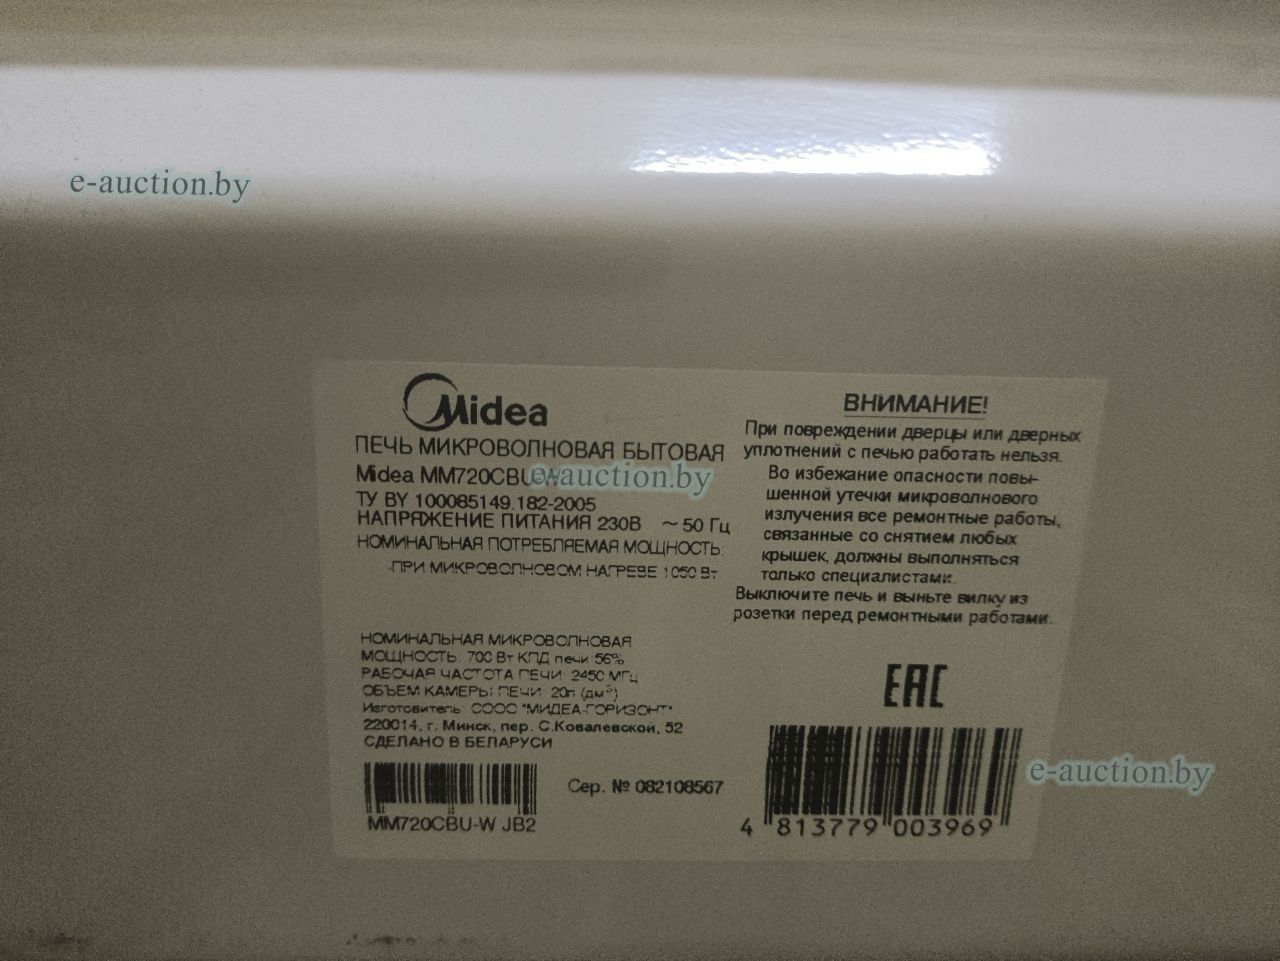 e-auction.by
Midea
ПЕЧЬ МИКРОВОЛНОВАЯ БЫТОВАЯ
Midea MM720CBU-W
e-auction.by
ТУ BY 100085149.182-2005
НАПРЯЖЕНИЕ ПИТАНИЯ 230В ~ 50 Гц
НОМИНАЛЬНАЯ ПОТРЕБЛЯЕМАЯ МОЩНОСТЬ:
-ПРИ МИКРОВОЛНОВОМ НАГРЕВЕ 1050 Вт
НОМИНАЛЬНАЯ МИКРОВОЛНОВАЯ
МОЩНОСТЬ: 700 Вт КПД печи: 56%
РАБОЧАЯ ЧАСТОТА ПЕЧИ: 2450 МГц
ОБЪЕМ КАМЕРЫ ПЕЧИ: 20л (дм³)
Изготовитель: СООО "МИДЕА-ГОРИЗОНТ"
220014, г. Минск, пер. С.Ковалевской, 52
СДЕЛАНО В БЕЛАРУСИ
MM720CBU-W JB2
Сер. № 082108567
ВНИМАНИЕ!
При повреждении дверцы или дверных
уплотнений с печью работать нельзя.
Во избежание опасности повы-
шенной утечки микроволнового
излучения все ремонтные работы,
связанные со снятием любых
крышек, должны выполняться
только специалистами.
Выключите печь и выньте вилку из
розетки перед ремонтными работами.
EAC
4 813779 003969
e-auction.by